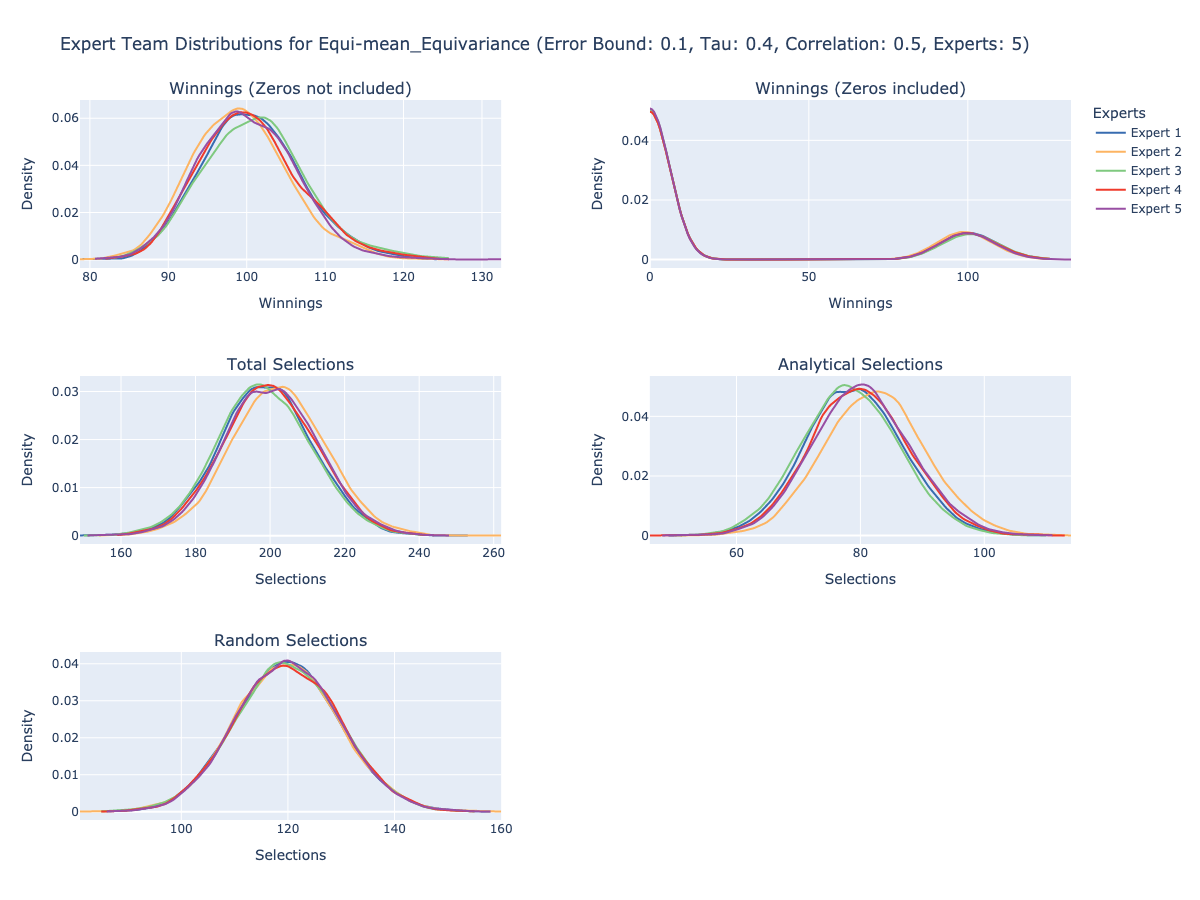 Expert Team Distributions for Equi-mean_Equivariance (Error Bound: 0.1, Tau: 0.4, Correlation: 0.5, Experts: 5)
Winnings (Zeros not included)
Density
0.06
0.04
0.02
0
80 90 100 110 120 130
Winnings
Winnings (Zeros included)
Density
0.04
0.02
0
0 50 100
Winnings
Experts
Expert 1
Expert 2
Expert 3
Expert 4
Expert 5
Total Selections
Density
0.03
0.02
0.01
0
160 180 200 220 240 260
Selections
Analytical Selections
Density
0.04
0.02
0
60 80 100
Selections
Random Selections
Density
0.04
0.03
0.02
0.01
0
100 120 140 160
Selections